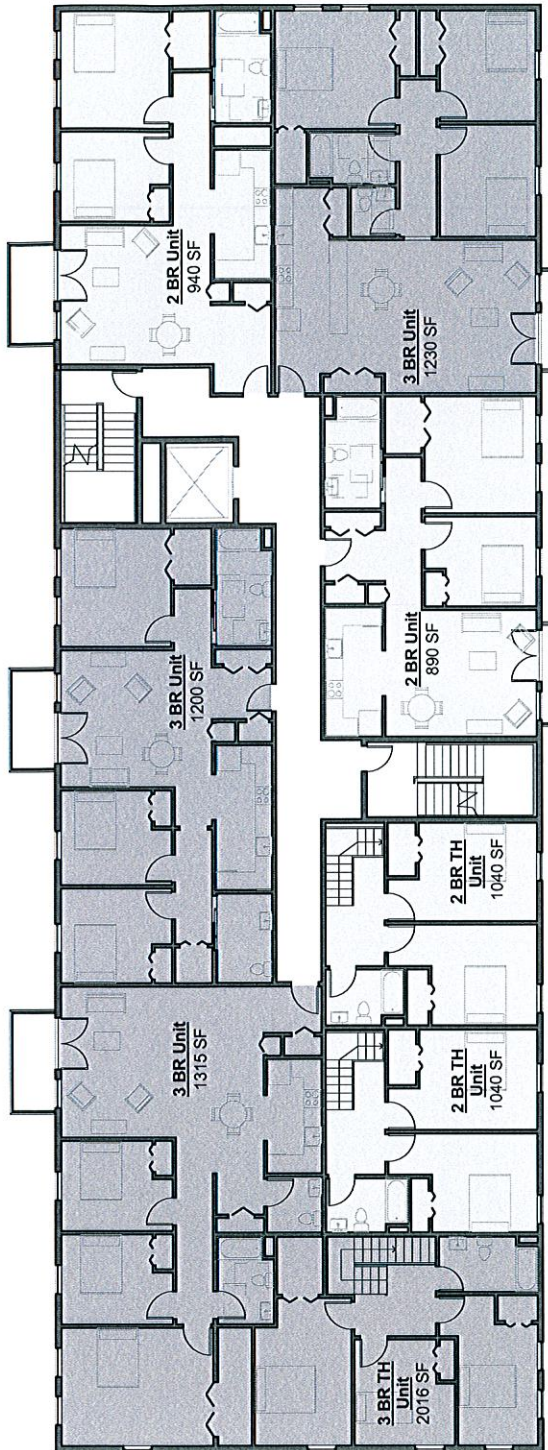 2 BR Unit
940 SF
3 BR Unit
1230 SF
3 BR Unit
1200 SF
2 BR Unit
890 SF
3 BR Unit
1315 SF
2 BR TH
Unit
1040 SF
2 BR TH
Unit
1040 SF
3 BR TH
Unit
2016 SF